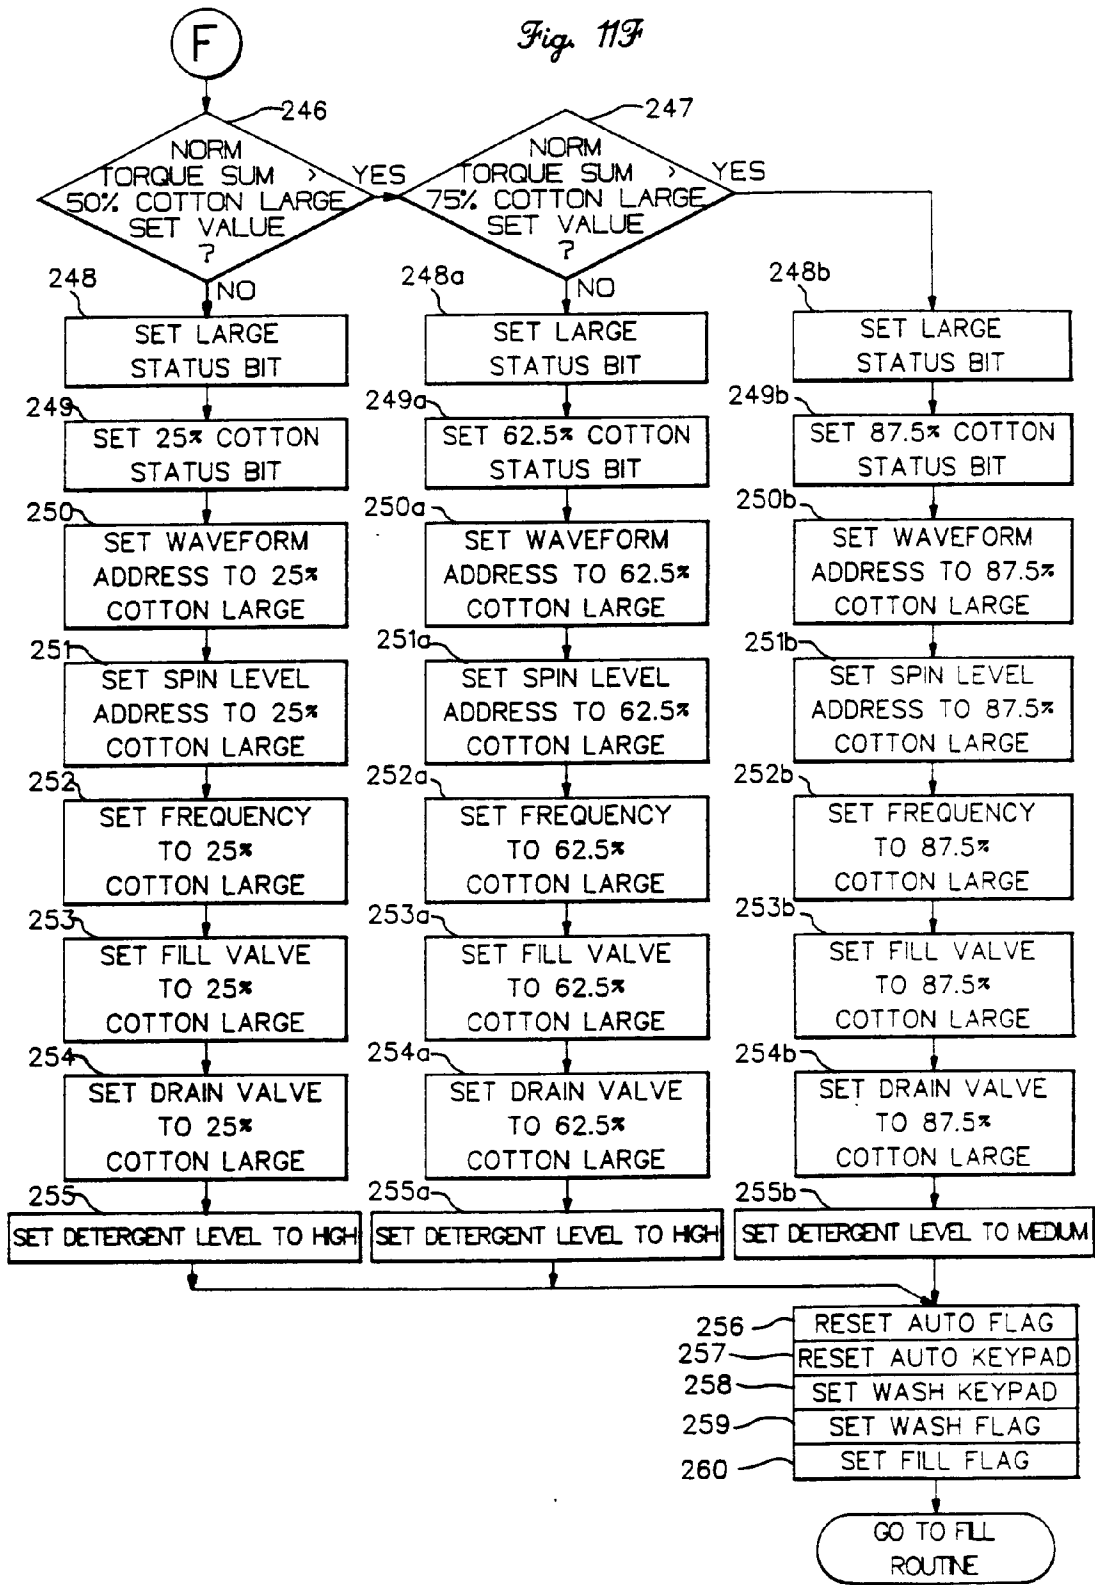 F
Fig. 11F
246
NORM
TORQUE SUM >
50% COTTON LARGE
SET VALUE
?
YES
NO
247
NORM
TORQUE SUM >
75% COTTON LARGE
SET VALUE
?
YES
NO
248
SET LARGE
STATUS BIT
249
SET 25% COTTON
STATUS BIT
250
SET WAVEFORM
ADDRESS TO 25%
COTTON LARGE
251
SET SPIN LEVEL
ADDRESS TO 25%
COTTON LARGE
252
SET FREQUENCY
TO 25%
COTTON LARGE
253
SET FILL VALVE
TO 25%
COTTON LARGE
254
SET DRAIN VALVE
TO 25%
COTTON LARGE
255
SET DETERGENT LEVEL TO HIGH
248a
SET LARGE
STATUS BIT
249a
SET 62.5% COTTON
STATUS BIT
250a
SET WAVEFORM
ADDRESS TO 62.5%
COTTON LARGE
251a
SET SPIN LEVEL
ADDRESS TO 62.5%
COTTON LARGE
252a
SET FREQUENCY
TO 62.5%
COTTON LARGE
253a
SET FILL VALVE
TO 62.5%
COTTON LARGE
254a
SET DRAIN VALVE
TO 62.5%
COTTON LARGE
255a
SET DETERGENT LEVEL TO HIGH
248b
SET LARGE
STATUS BIT
249b
SET 87.5% COTTON
STATUS BIT
250b
SET WAVEFORM
ADDRESS TO 87.5%
COTTON LARGE
251b
SET SPIN LEVEL
ADDRESS TO 87.5%
COTTON LARGE
252b
SET FREQUENCY
TO 87.5%
COTTON LARGE
253b
SET FILL VALVE
TO 87.5%
COTTON LARGE
254b
SET DRAIN VALVE
TO 87.5%
COTTON LARGE
255b
SET DETERGENT LEVEL TO MEDIUM
256 RESET AUTO FLAG
257 RESET AUTO KEYPAD
258 SET WASH KEYPAD
259 SET WASH FLAG
260 SET FILL FLAG
GO TO FILL
ROUTINE